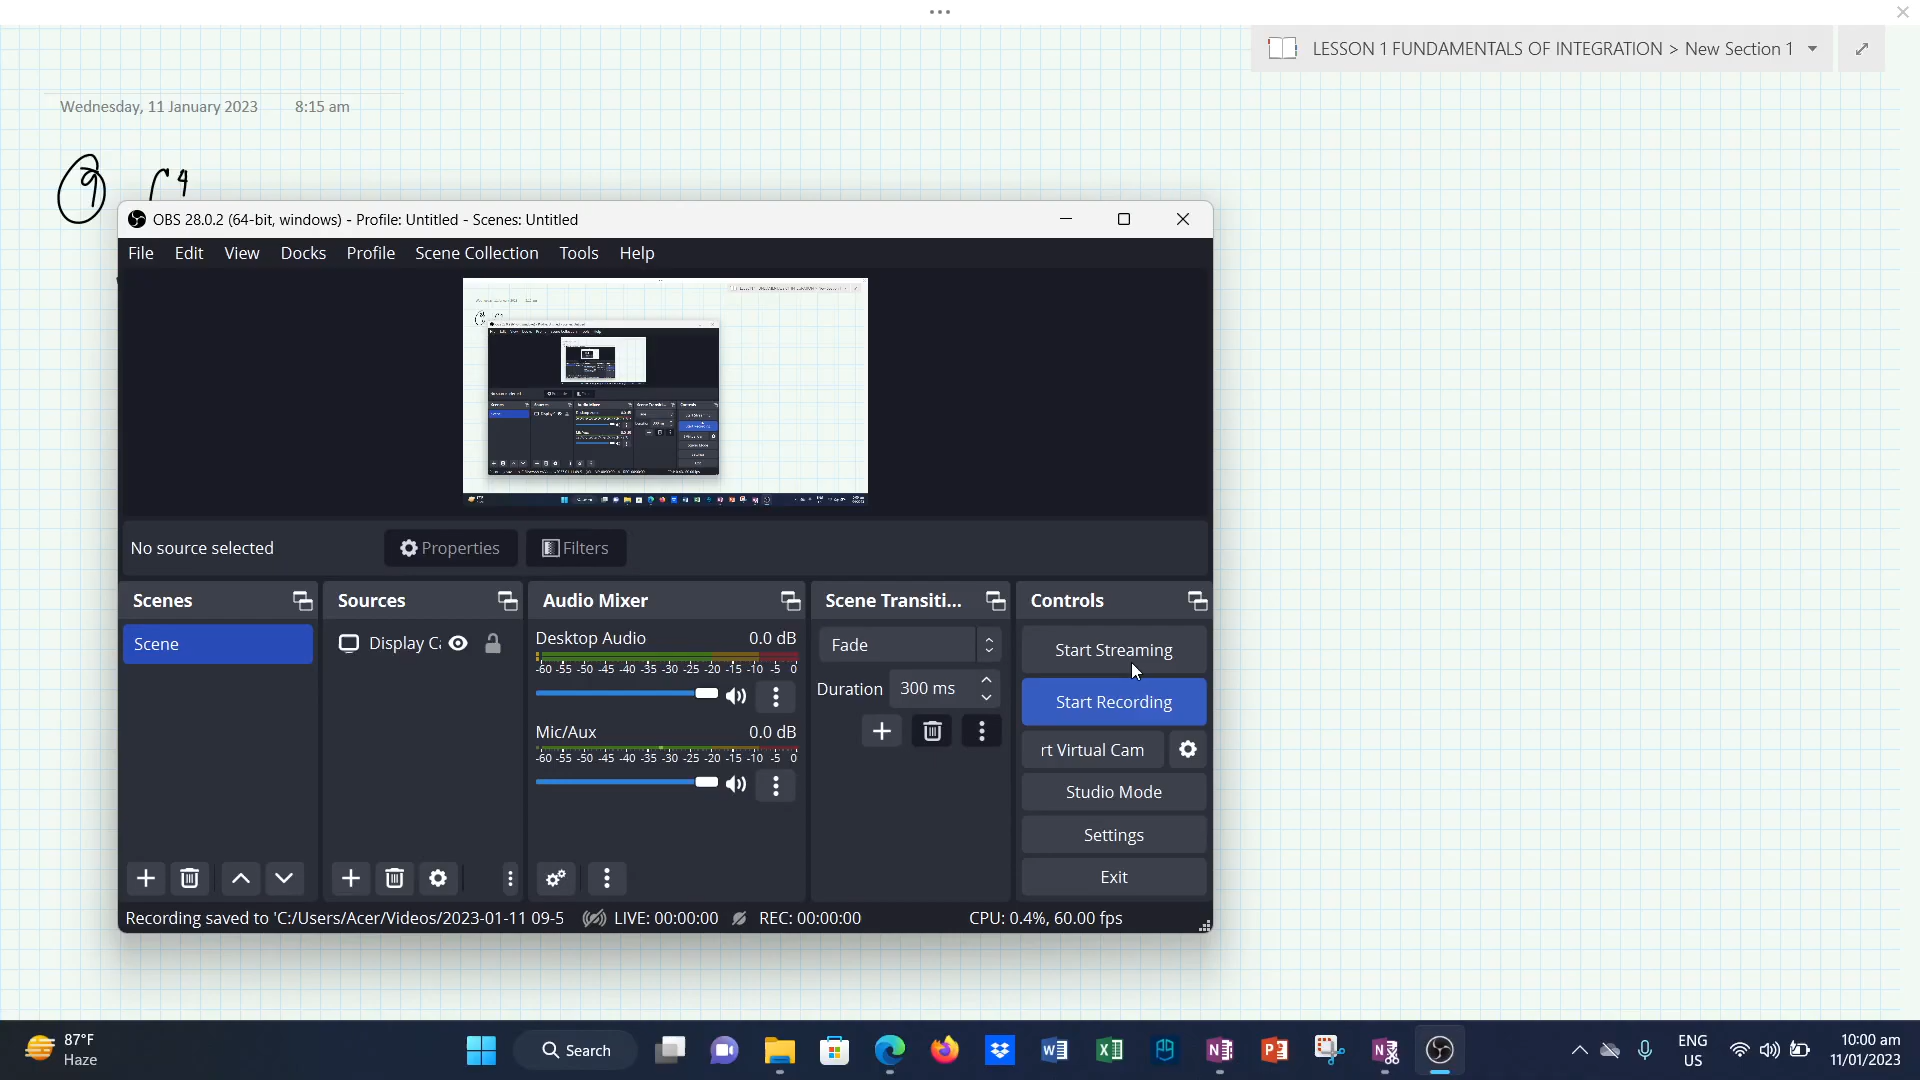 LESSON 1 FUNDAMENTALS OF INTEGRATION > New Section 1
Wednesday, 11 January 2023 8:15 am
9 4
OBS 28.0.2 (64-bit, windows) - Profile: Untitled - Scenes: Untitled
File Edit View Docks Profile Scene Collection Tools Help
No source selected Properties Filters
Scenes Sources Audio Mixer Scene Transiti... Controls
Scene
Display Ca
Desktop Audio 0.0 dB
-60 -55 -50 -45 -40 -35 -30 -25 -20 -15 -10 -5 0
Mic/Aux 0.0 dB
-60 -55 -50 -45 -40 -35 -30 -25 -20 -15 -10 -5 0
Fade
Duration 300 ms
Start Streaming
Start Recording
rt Virtual Cam
Studio Mode
Settings
Exit
Recording saved to 'C:/Users/Acer/Videos/2023-01-11 09-5 LIVE: 00:00:00 REC: 00:00:00 CPU: 0.4%, 60.00 fps
87°F
Haze
Search
ENG
US
10:00 am
11/01/2023